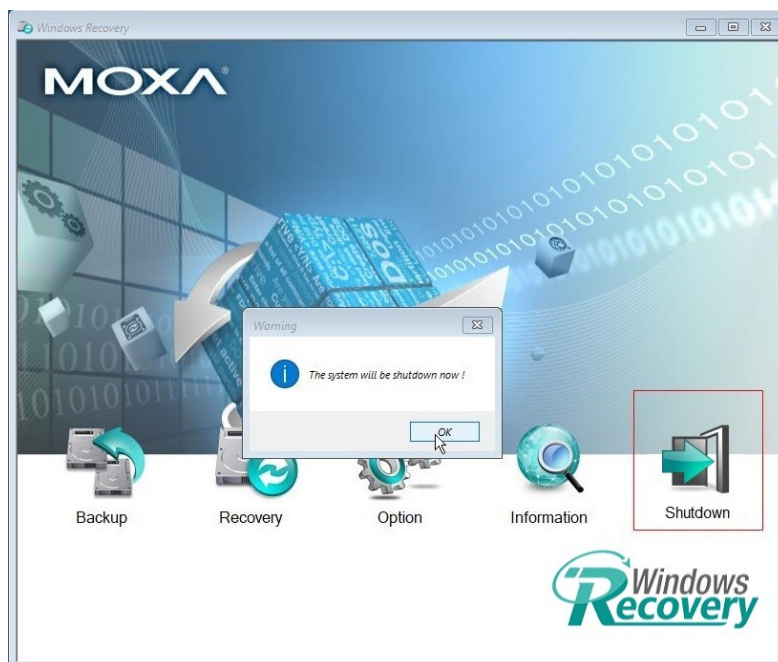 Windows Recovery
MOXA®
Warning
The system will be shutdown now !
OK
Backup
Recovery
Option
Information
Shutdown
Windows
Recovery